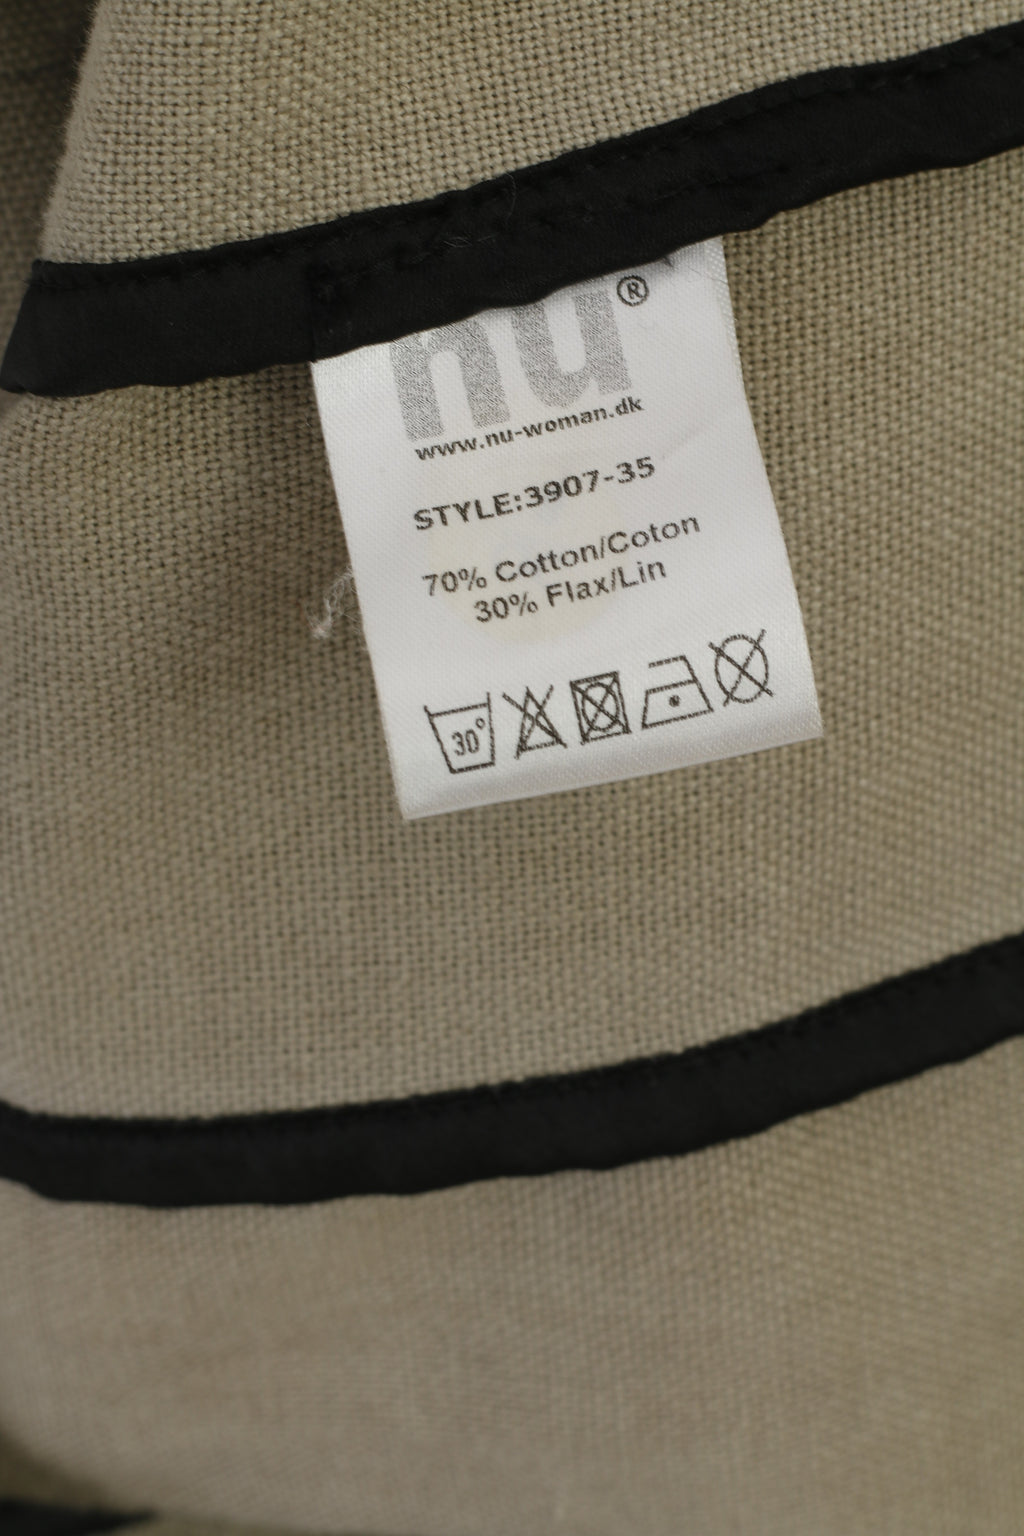 nu®
www.nu-woman.dk
STYLE:3907-35
70% Cotton/Coton
30% Flax/Lin
30°